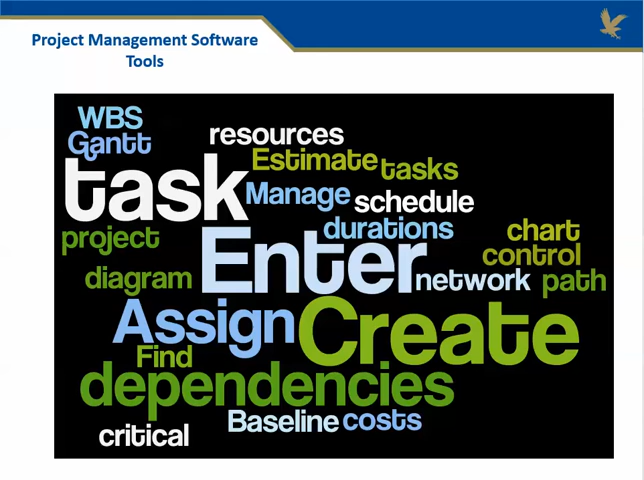 Project Management Software
Tools
WBS
Gantt
resources
Estimate
tasks
task
Manage
schedule
durations
project
Enter
chart
control
diagram
network
path
Assign
Create
Find
dependencies
Baseline
costs
critical